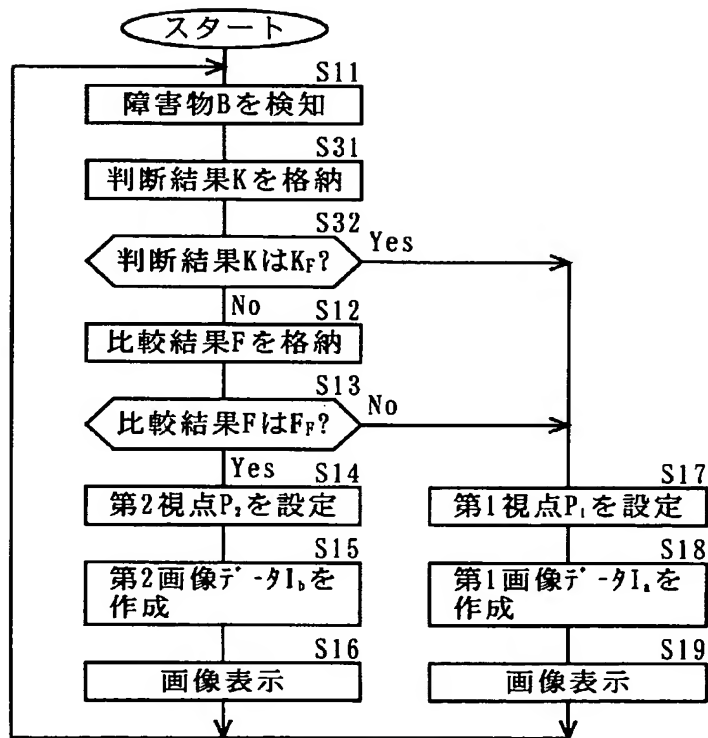 スタート
S11
障害物Bを検知
S31
判断結果Kを格納
S32
判断結果KはKF?
Yes
No
S12
比較結果Fを格納
S13
比較結果FはFF?
No
Yes
S14
第2視点P2を設定
S15
第2画像データIbを
作成
S16
画像表示
S17
第1視点P1を設定
S18
第1画像データIaを
作成
S19
画像表示